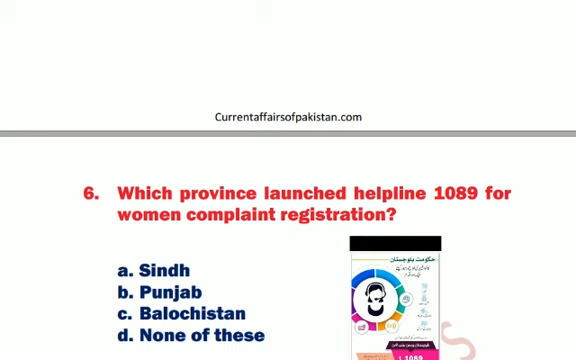 Currentaffairsofpakistan.com
6. Which province launched helpline 1089 for
women complaint registration?
a. Sindh
b. Punjab
c. Balochistan
d. None of these
حکومت بلوچستان
1089
S